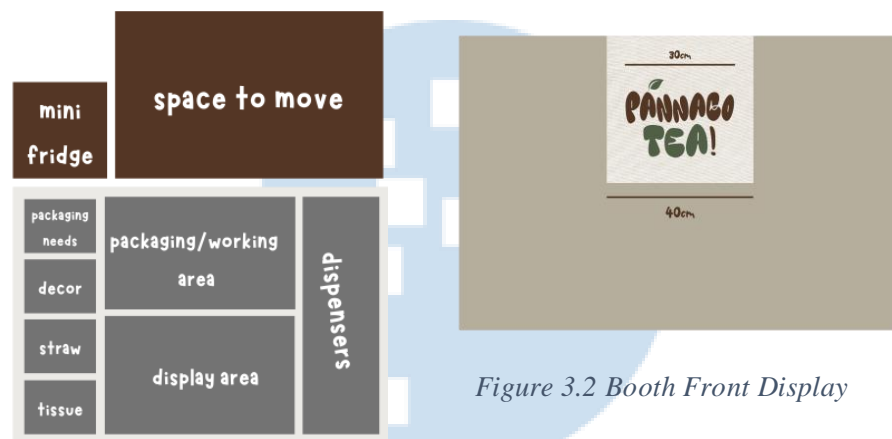 mini
fridge
space to move
packaging
needs
decor
straw
tissue
packaging/working
area
display area
dispensers
30cm
PANNACO
TEA!
40cm
Figure 3.2 Booth Front Display